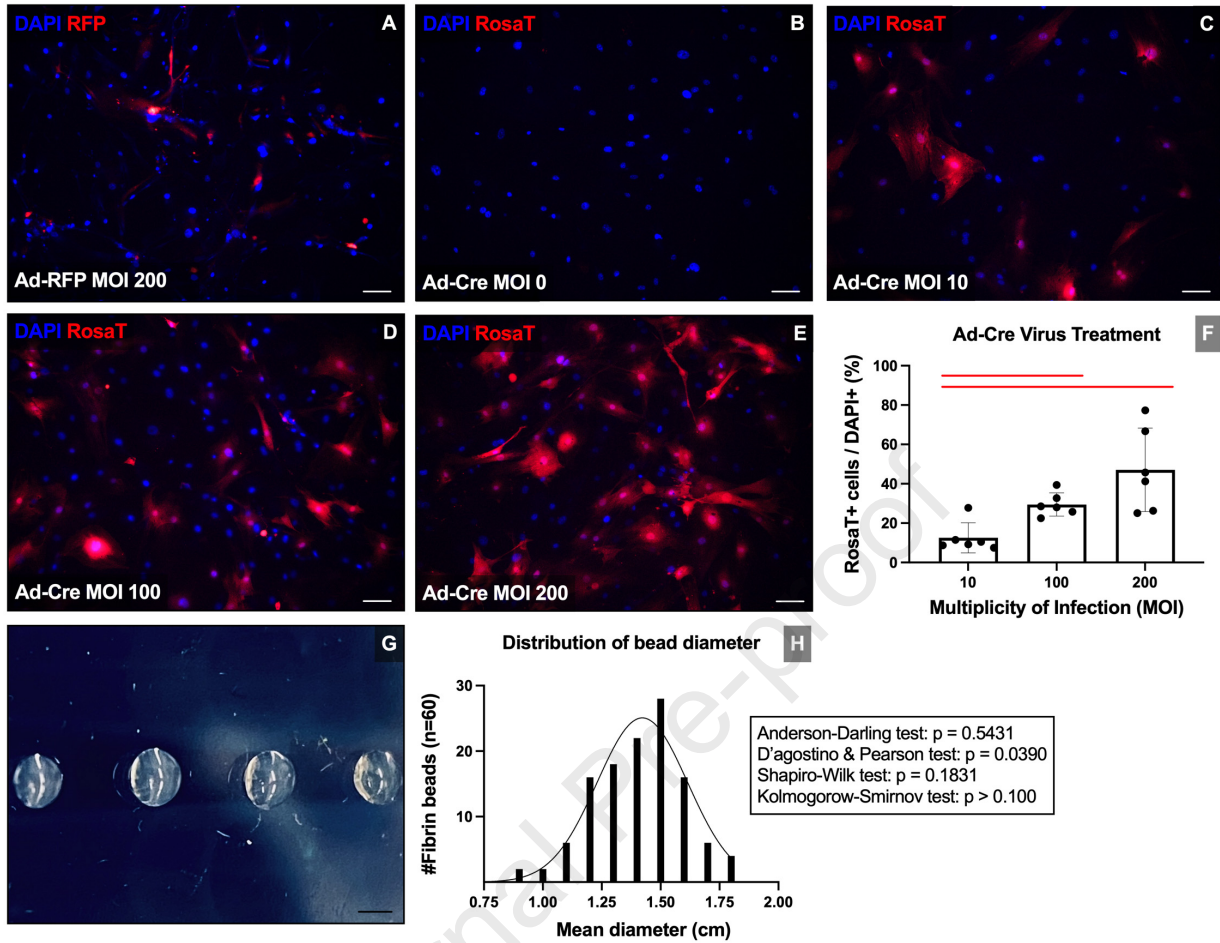 DAPI RFP
A
Ad-RFP MOI 200
DAPI RosaT
B
Ad-Cre MOI 0
DAPI RosaT
C
Ad-Cre MOI 10
DAPI RosaT
D
Ad-Cre MOI 100
DAPI RosaT
E
Ad-Cre MOI 200
Ad-Cre Virus Treatment
F
RosaT+ cells / DAPI+ (%)
100
80
60
40
20
0
10 100 200
Multiplicity of Infection (MOI)
G
Distribution of bead diameter
H
#Fibrin beads (n=60)
30
20
10
0.75 1.00 1.25 1.50 1.75 2.00
Mean diameter (cm)
Anderson-Darling test: p = 0.5431
D'agostino & Pearson test: p = 0.0390
Shapiro-Wilk test: p = 0.1831
Kolmogorow-Smirnov test: p > 0.100
rnal Pre-proof